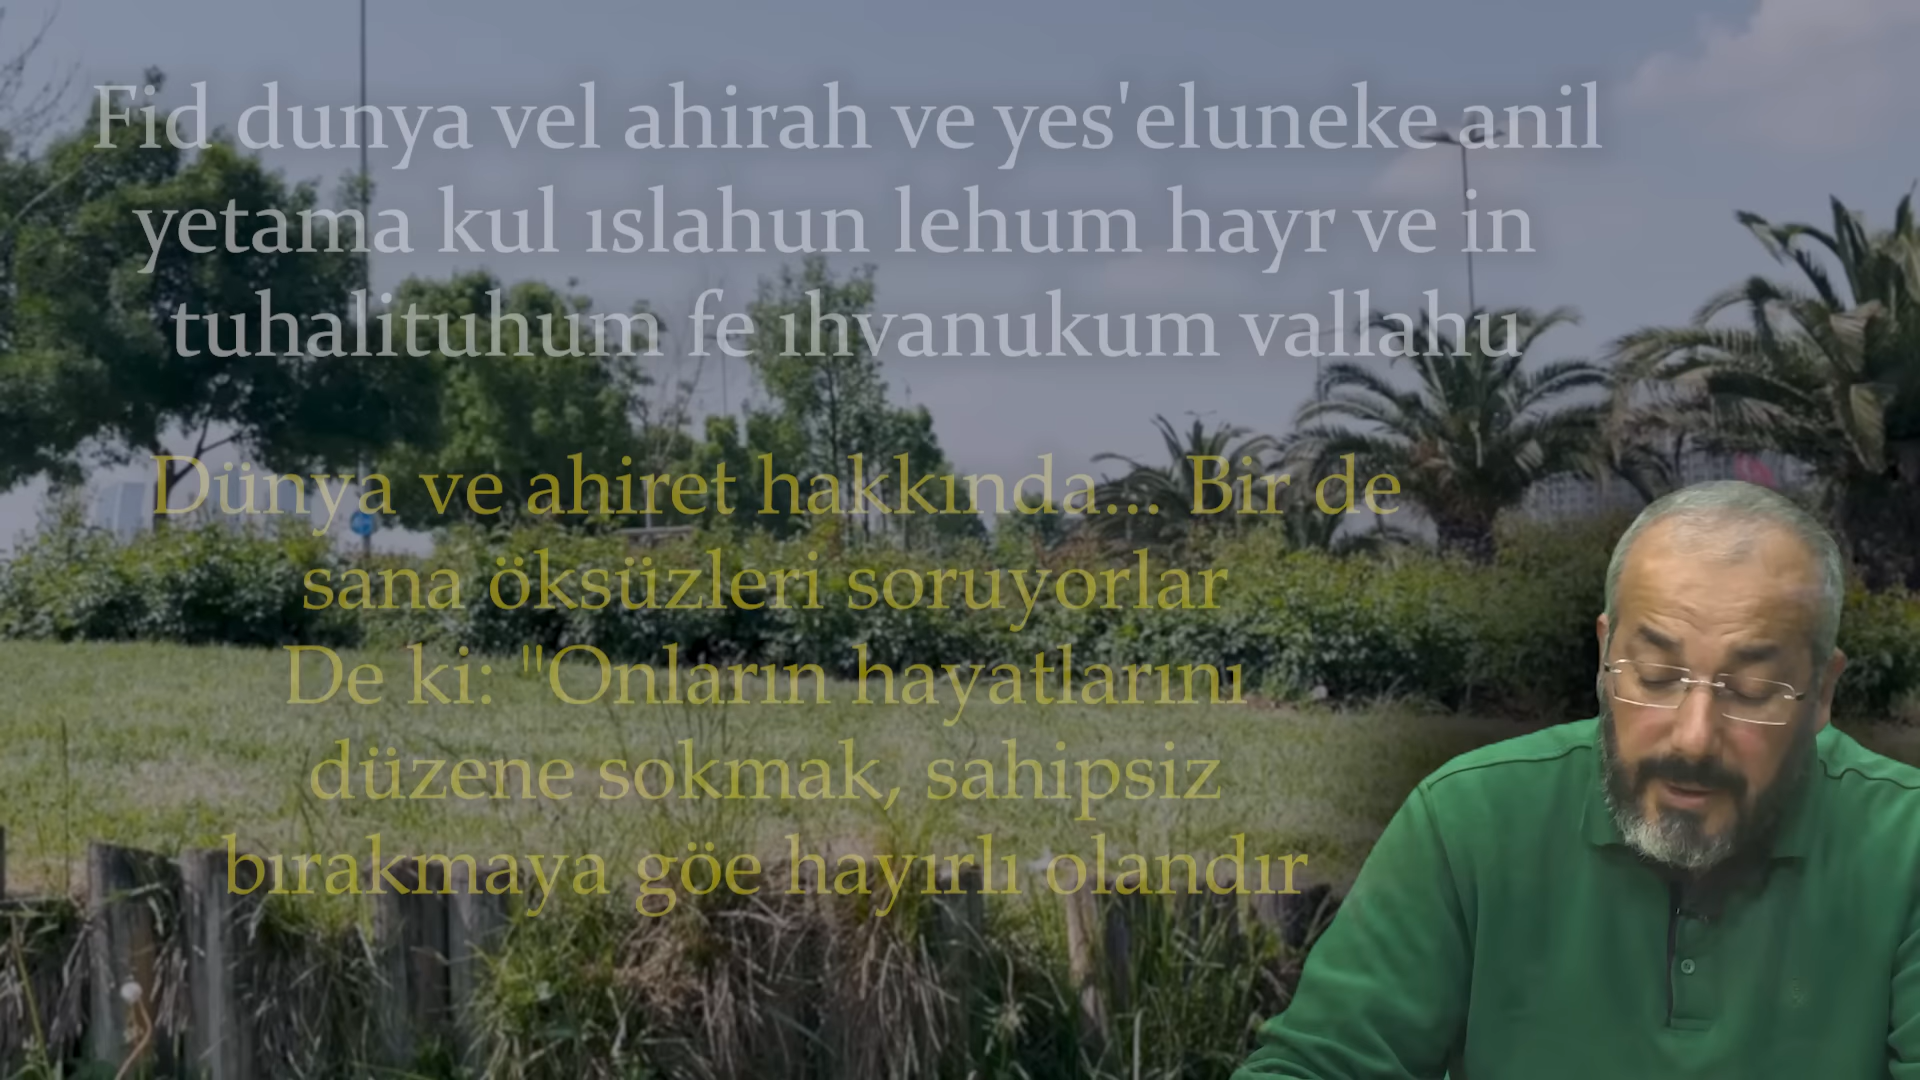 Fid dunya vel ahirah ve yes'eluneke anil
yetama kul ıslahun lehum hayr ve in
tuhalituhum fe ıhvanukum vallahu
Dünya ve ahiret hakkında... Bir de
sana öksüzleri soruyorlar
De ki: "Onların hayatlarını
düzene sokmak, sahipsiz
bırakmaya göe hayırlı olandır